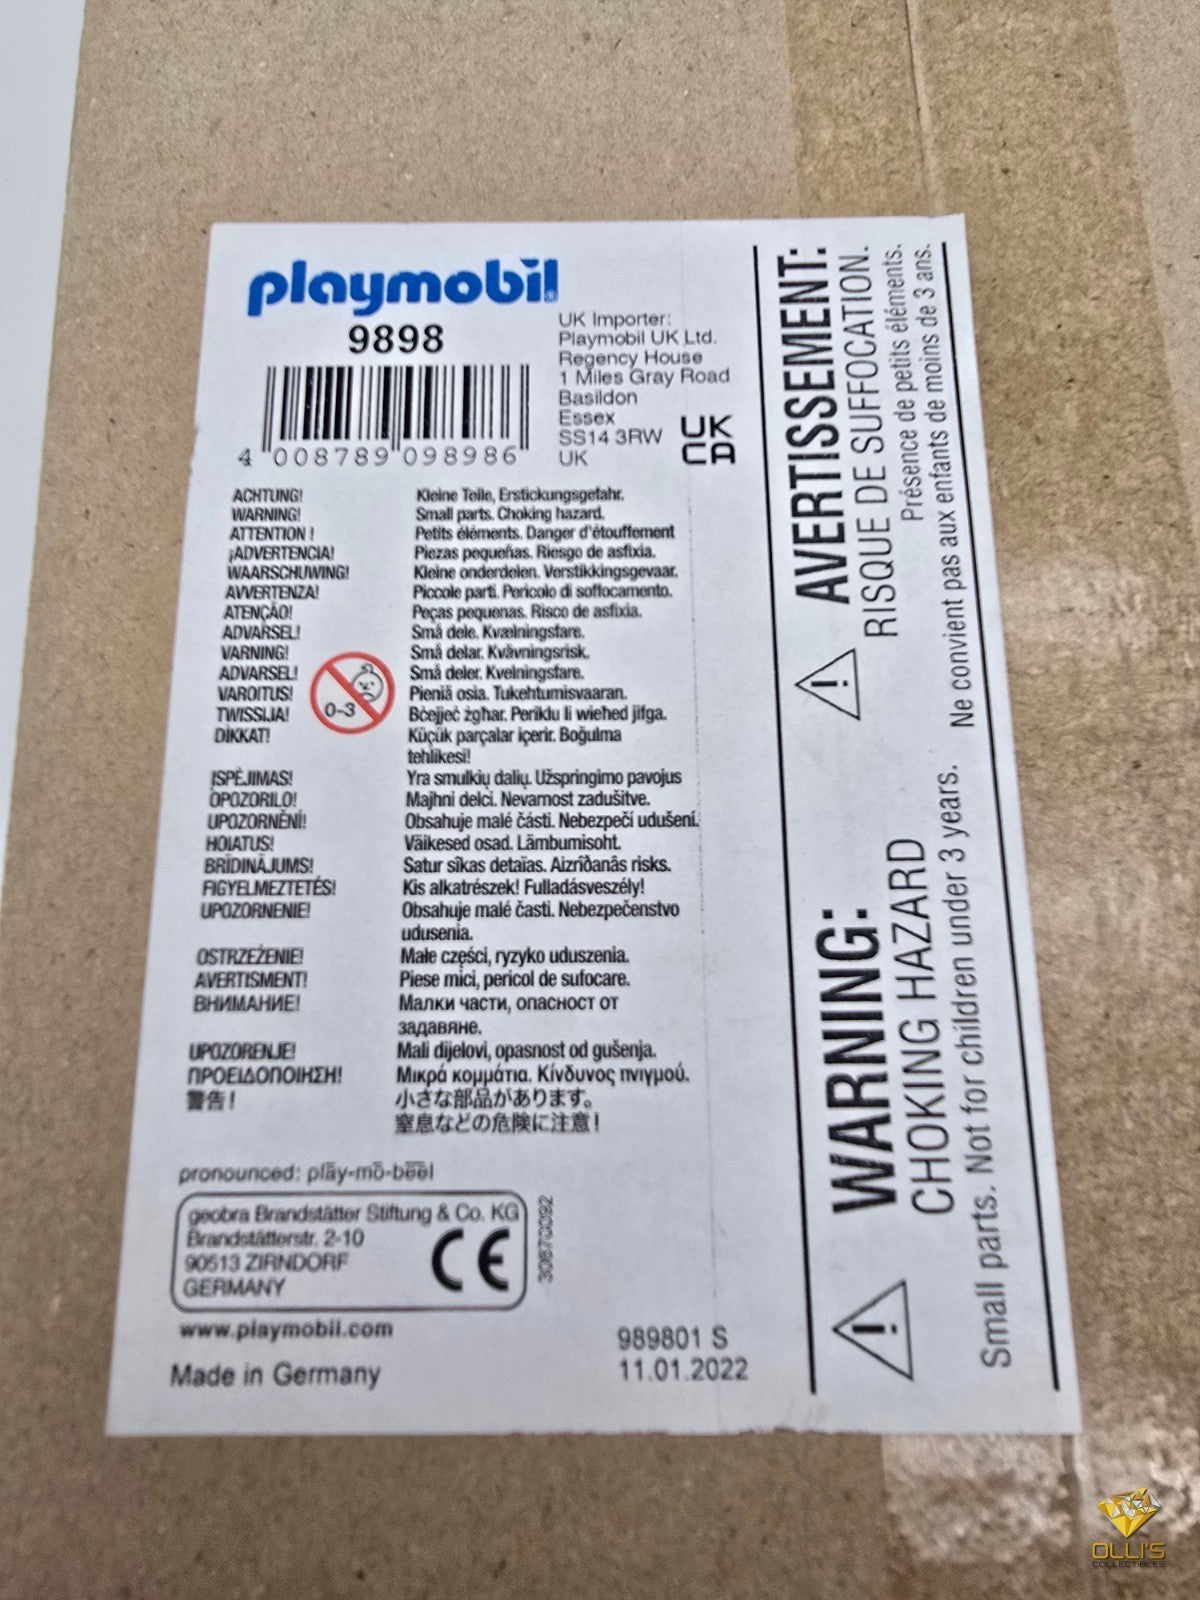 playmobil
9898
4 008789 098986
UK Importer:
Playmobil UK Ltd.
Regency House
1 Miles Gray Road
Basildon
Essex
SS14 3RW
UK
UK
CA
ACHTUNG! Kleine Teile, Erstickungsgefahr.
WARNING! Small parts. Choking hazard.
ATTENTION ! Petits éléments. Danger d'étouffement
¡ADVERTENCIA! Piezas pequeñas. Riesgo de asfixia.
WAARSCHUWING! Kleine onderdelen. Verstikkingsgevaar.
AVVERTENZA! Piccole parti. Pericolo di soffocamento.
ATENÇÃO! Peças pequenas. Risco de asfixia.
ADVARSEL! Små dele. Kvælningsfare.
VARNING! Små delar. Kvävningsrisk.
ADVARSEL! Små deler. Kvelningsfare.
VAROITUS! Pieniä osia. Tukehtumisvaaran.
TWISSIJA! Bċejjeċ żgħar. Periklu li wieħed jifga.
DİKKAT! Küçük parçalar içerir. Boğulma
tehlikesi!
0-3
ĮSPĖJIMAS! Yra smulkių dalių. Užspringimo pavojus
OPOZORILO! Majhni delci. Nevarnost zadušitve.
UPOZORNĚNÍ! Obsahuje malé části. Nebezpečí udušení.
HOIATUS! Väikesed osad. Lämbumisoht.
BRĪDINĀJUMS! Satur sīkas detaļas. Aizrīšanās risks.
FIGYELMEZTETÉS! Kis alkatrészek! Fulladásveszély!
UPOZORNENIE! Obsahuje malé časti. Nebezpečenstvo
udusenia.
OSTRZEŻENIE! Małe części, ryzyko uduszenia.
AVERTISMENT! Piese mici, pericol de sufocare.
ВНИМАНИЕ! Малки части, опасност от
задавяне.
UPOZORENJE! Mali dijelovi, opasnost od gušenja.
ΠΡΟΕΙΔΟΠΟΙΗΣΗ! Μικρά κομμάτια. Κίνδυνος πνιγμού.
警告! 小さな部品があります。
窒息などの危険に注意!
pronounced: plāy-mō-bēēl
geobra Brandstätter Stiftung & Co. KG
Brandstätterstr. 2-10
90513 ZIRNDORF
GERMANY
CE
30670092
www.playmobil.com
Made in Germany
989801 S
11.01.2022
AVERTISSEMENT:
RISQUE DE SUFFOCATION.
Présence de petits éléments.
Ne convient pas aux enfants de moins de 3 ans.
WARNING:
CHOKING HAZARD
Small parts. Not for children under 3 years.
OLLI'S
COLLECTIBLES